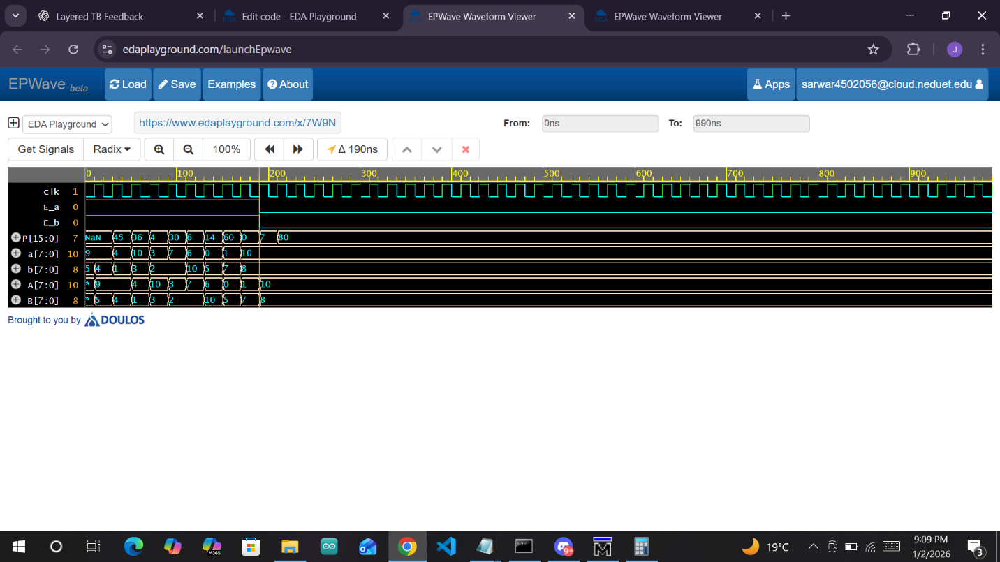 Layered TB Feedback
Edit code - EDA Playground
EPWave Waveform Viewer
EPWave Waveform Viewer
edaplayground.com/launchEpwave
J
EPWave beta
Load
Save
Examples
About
Apps
sarwar4502056@cloud.neduet.edu
EDA Playground
https://www.edaplayground.com/x/7W9N
From:
0ns
To:
990ns
Get Signals
Radix
100%
Δ 190ns
0 100 200 300 400 500 600 700 800 900
clk 1
E_a 0
E_b 0
P[15:0] 7 NaN 45 36 4 30 6 14 60 0 7 80
a[7:0] 10 9 4 10 3 7 6 0 1 10
b[7:0] 8 5 4 1 3 2 10 5 7 8
A[7:0] 10 * 9 4 10 3 7 6 0 1 10
B[7:0] 8 * 5 4 1 3 2 10 5 7 8
Brought to you by DOULOS
M365
9+
19°C
9:09 PM
1/2/2026
3